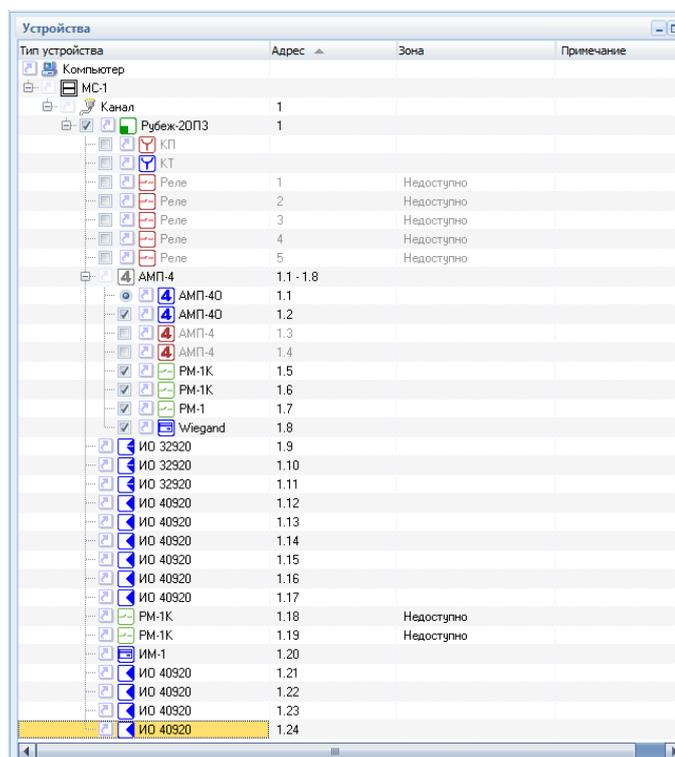 Устройства
Тип устройства Адрес Зона Примечание
Компьютер
МС-1
Канал 1
Рубеж-2ОП3 1
КП
КТ
Реле 1 Недоступно
Реле 2 Недоступно
Реле 3 Недоступно
Реле 4 Недоступно
Реле 5 Недоступно
4 АМП-4 1.1 - 1.8
4 АМП-4О 1.1
4 АМП-4О 1.2
4 АМП-4 1.3
4 АМП-4 1.4
РМ-1К 1.5
РМ-1К 1.6
РМ-1 1.7
Wiegand 1.8
ИО 32920 1.9
ИО 32920 1.10
ИО 32920 1.11
ИО 40920 1.12
ИО 40920 1.13
ИО 40920 1.14
ИО 40920 1.15
ИО 40920 1.16
ИО 40920 1.17
РМ-1К 1.18 Недоступно
РМ-1К 1.19 Недоступно
ИМ-1 1.20
ИО 40920 1.21
ИО 40920 1.22
ИО 40920 1.23
ИО 40920 1.24